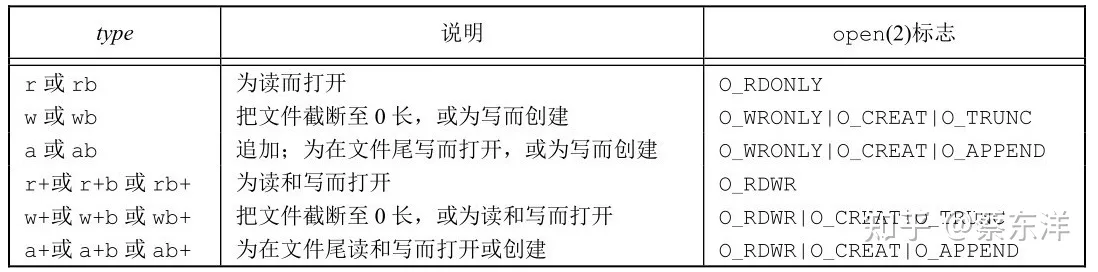 type 说明 open(2)标志
r 或 rb 为读而打开 O_RDONLY
w 或 wb 把文件截断至 0 长，或为写而创建 O_WRONLY|O_CREAT|O_TRUNC
a 或 ab 追加；为在文件尾写而打开，或为写而创建 O_WRONLY|O_CREAT|O_APPEND
r+或 r+b 或 rb+ 为读和写而打开 O_RDWR
w+或 w+b 或 wb+ 把文件截断至 0 长，或为读和写而打开 O_RDWR|O_CREAT|O_TRUNC
a+或 a+b 或 ab+ 为在文件尾读和写而打开或创建 O_RDWR|O_CREAT|O_APPEND
知乎 @蔡东洋